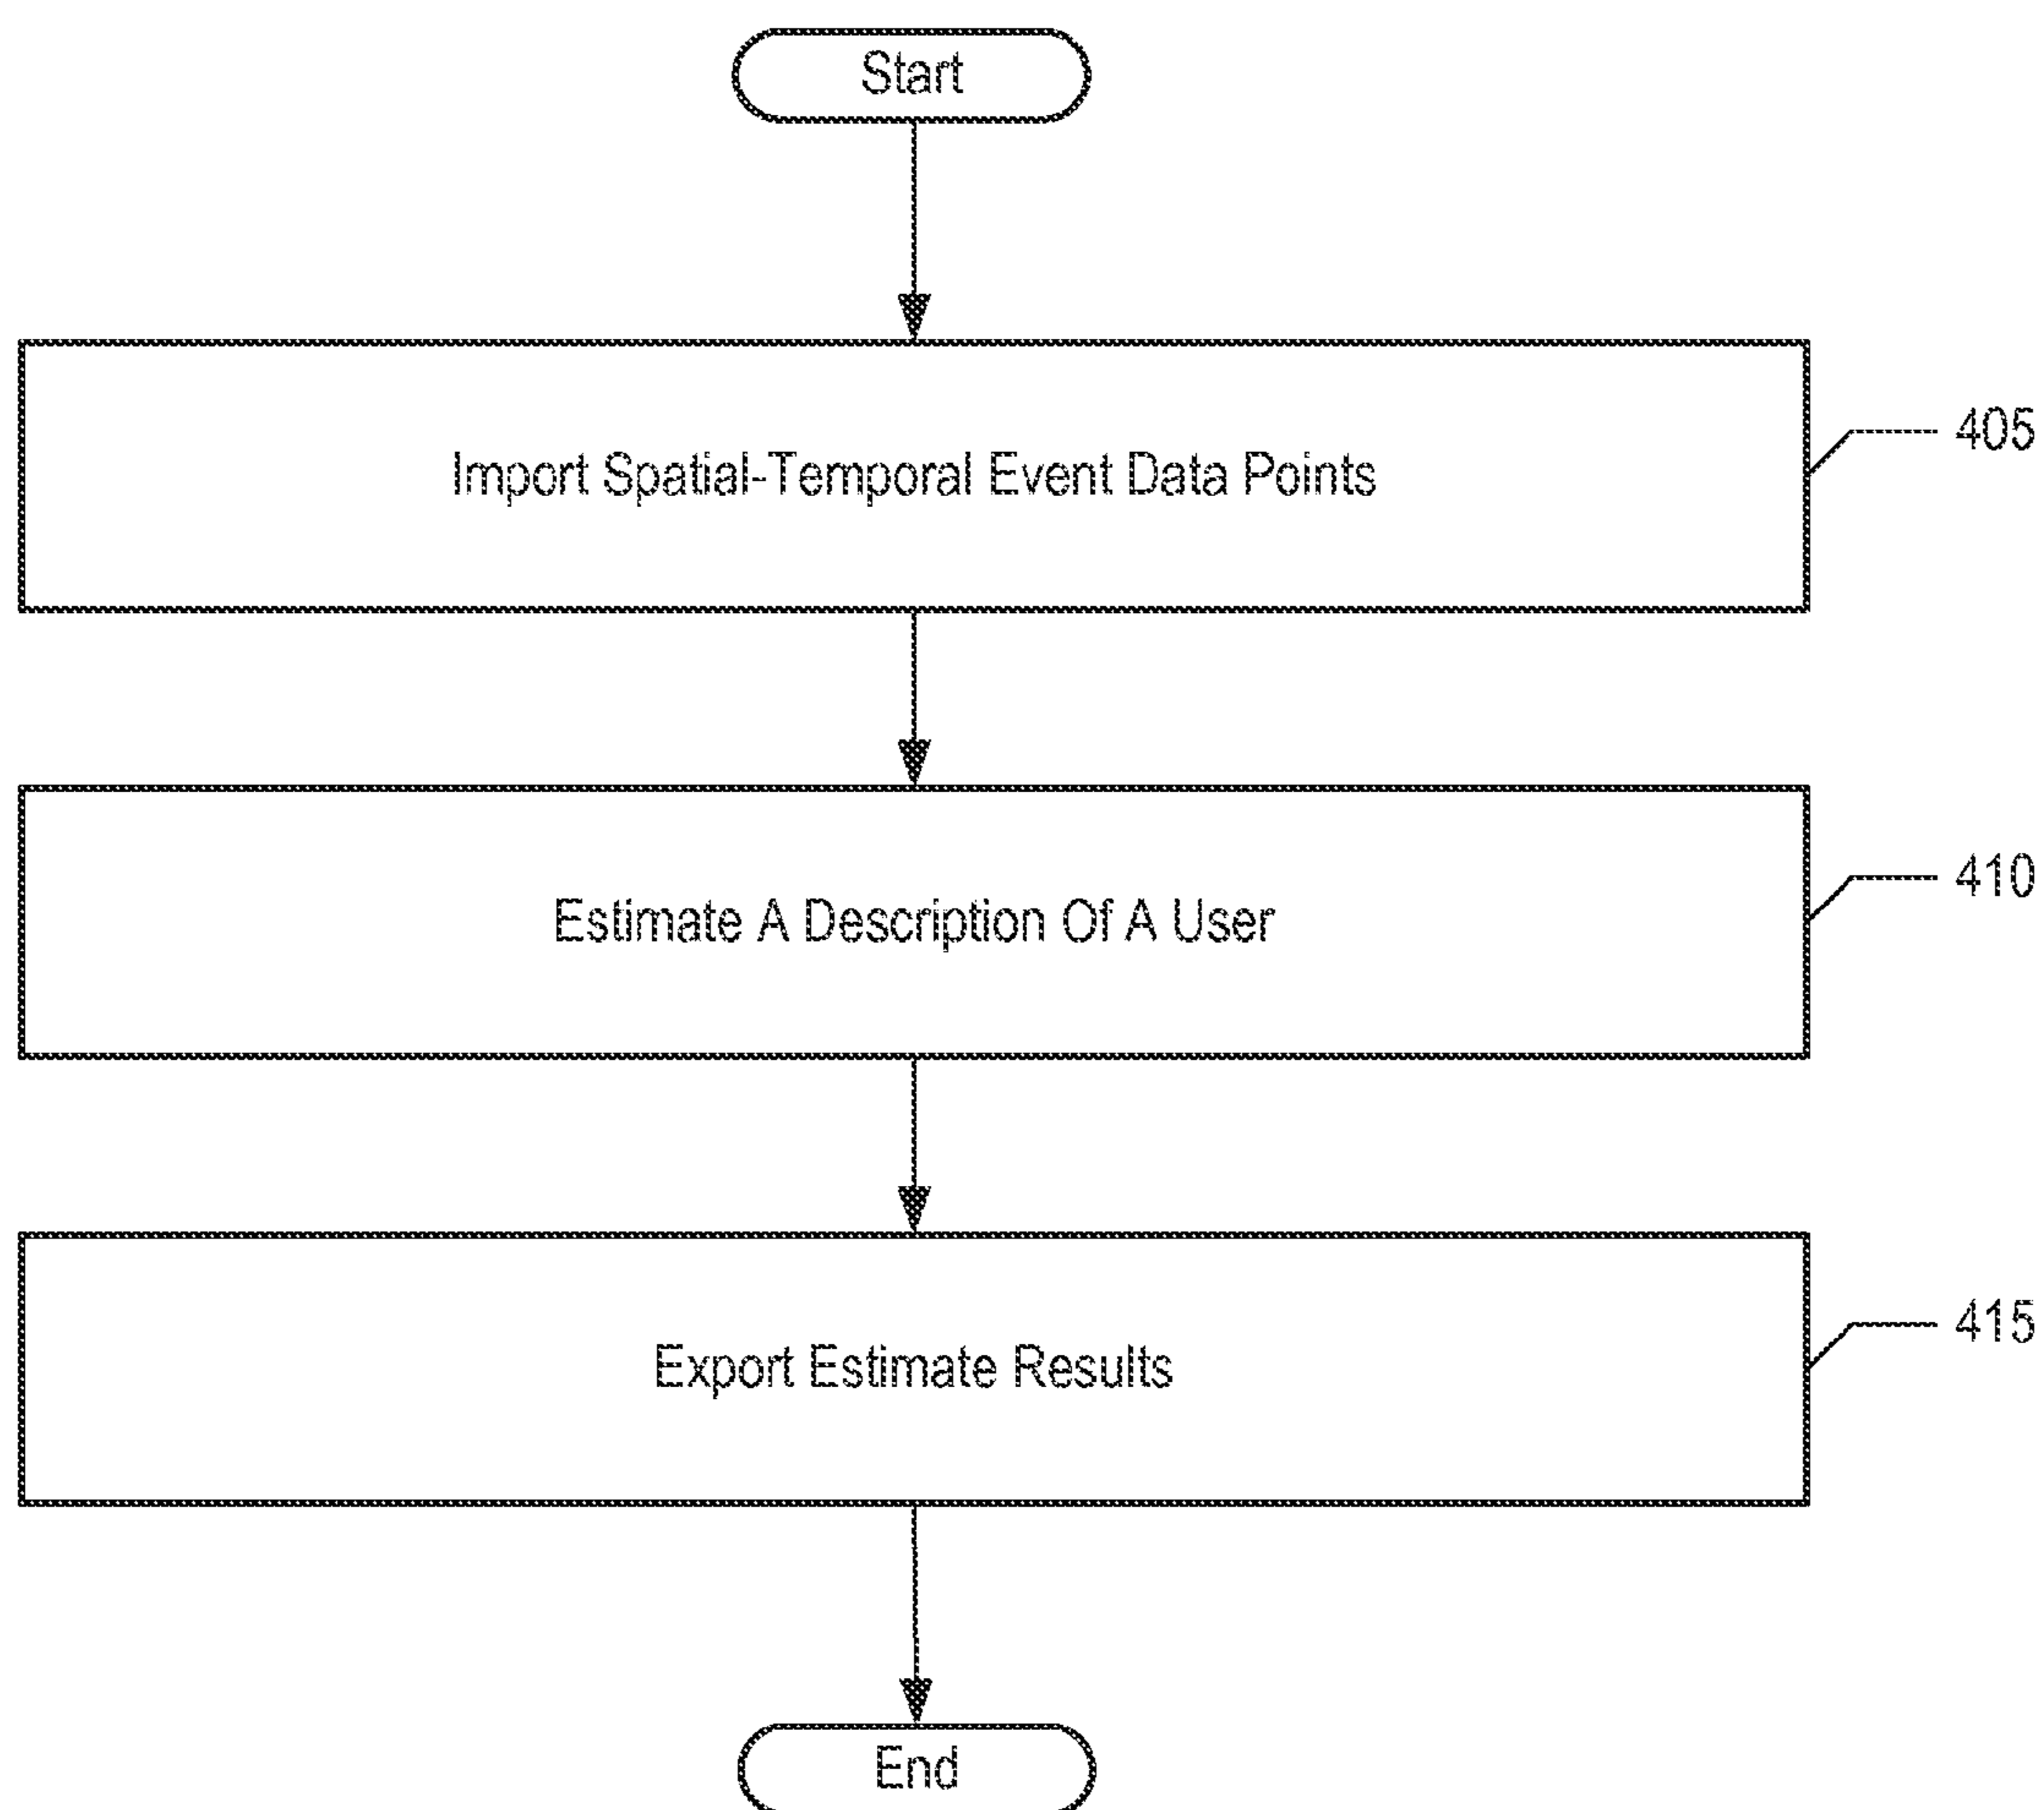 Start
Import Spatial-Temporal Event Data Points
405
Estimate A Description Of A User
410
Export Estimate Results
415
End